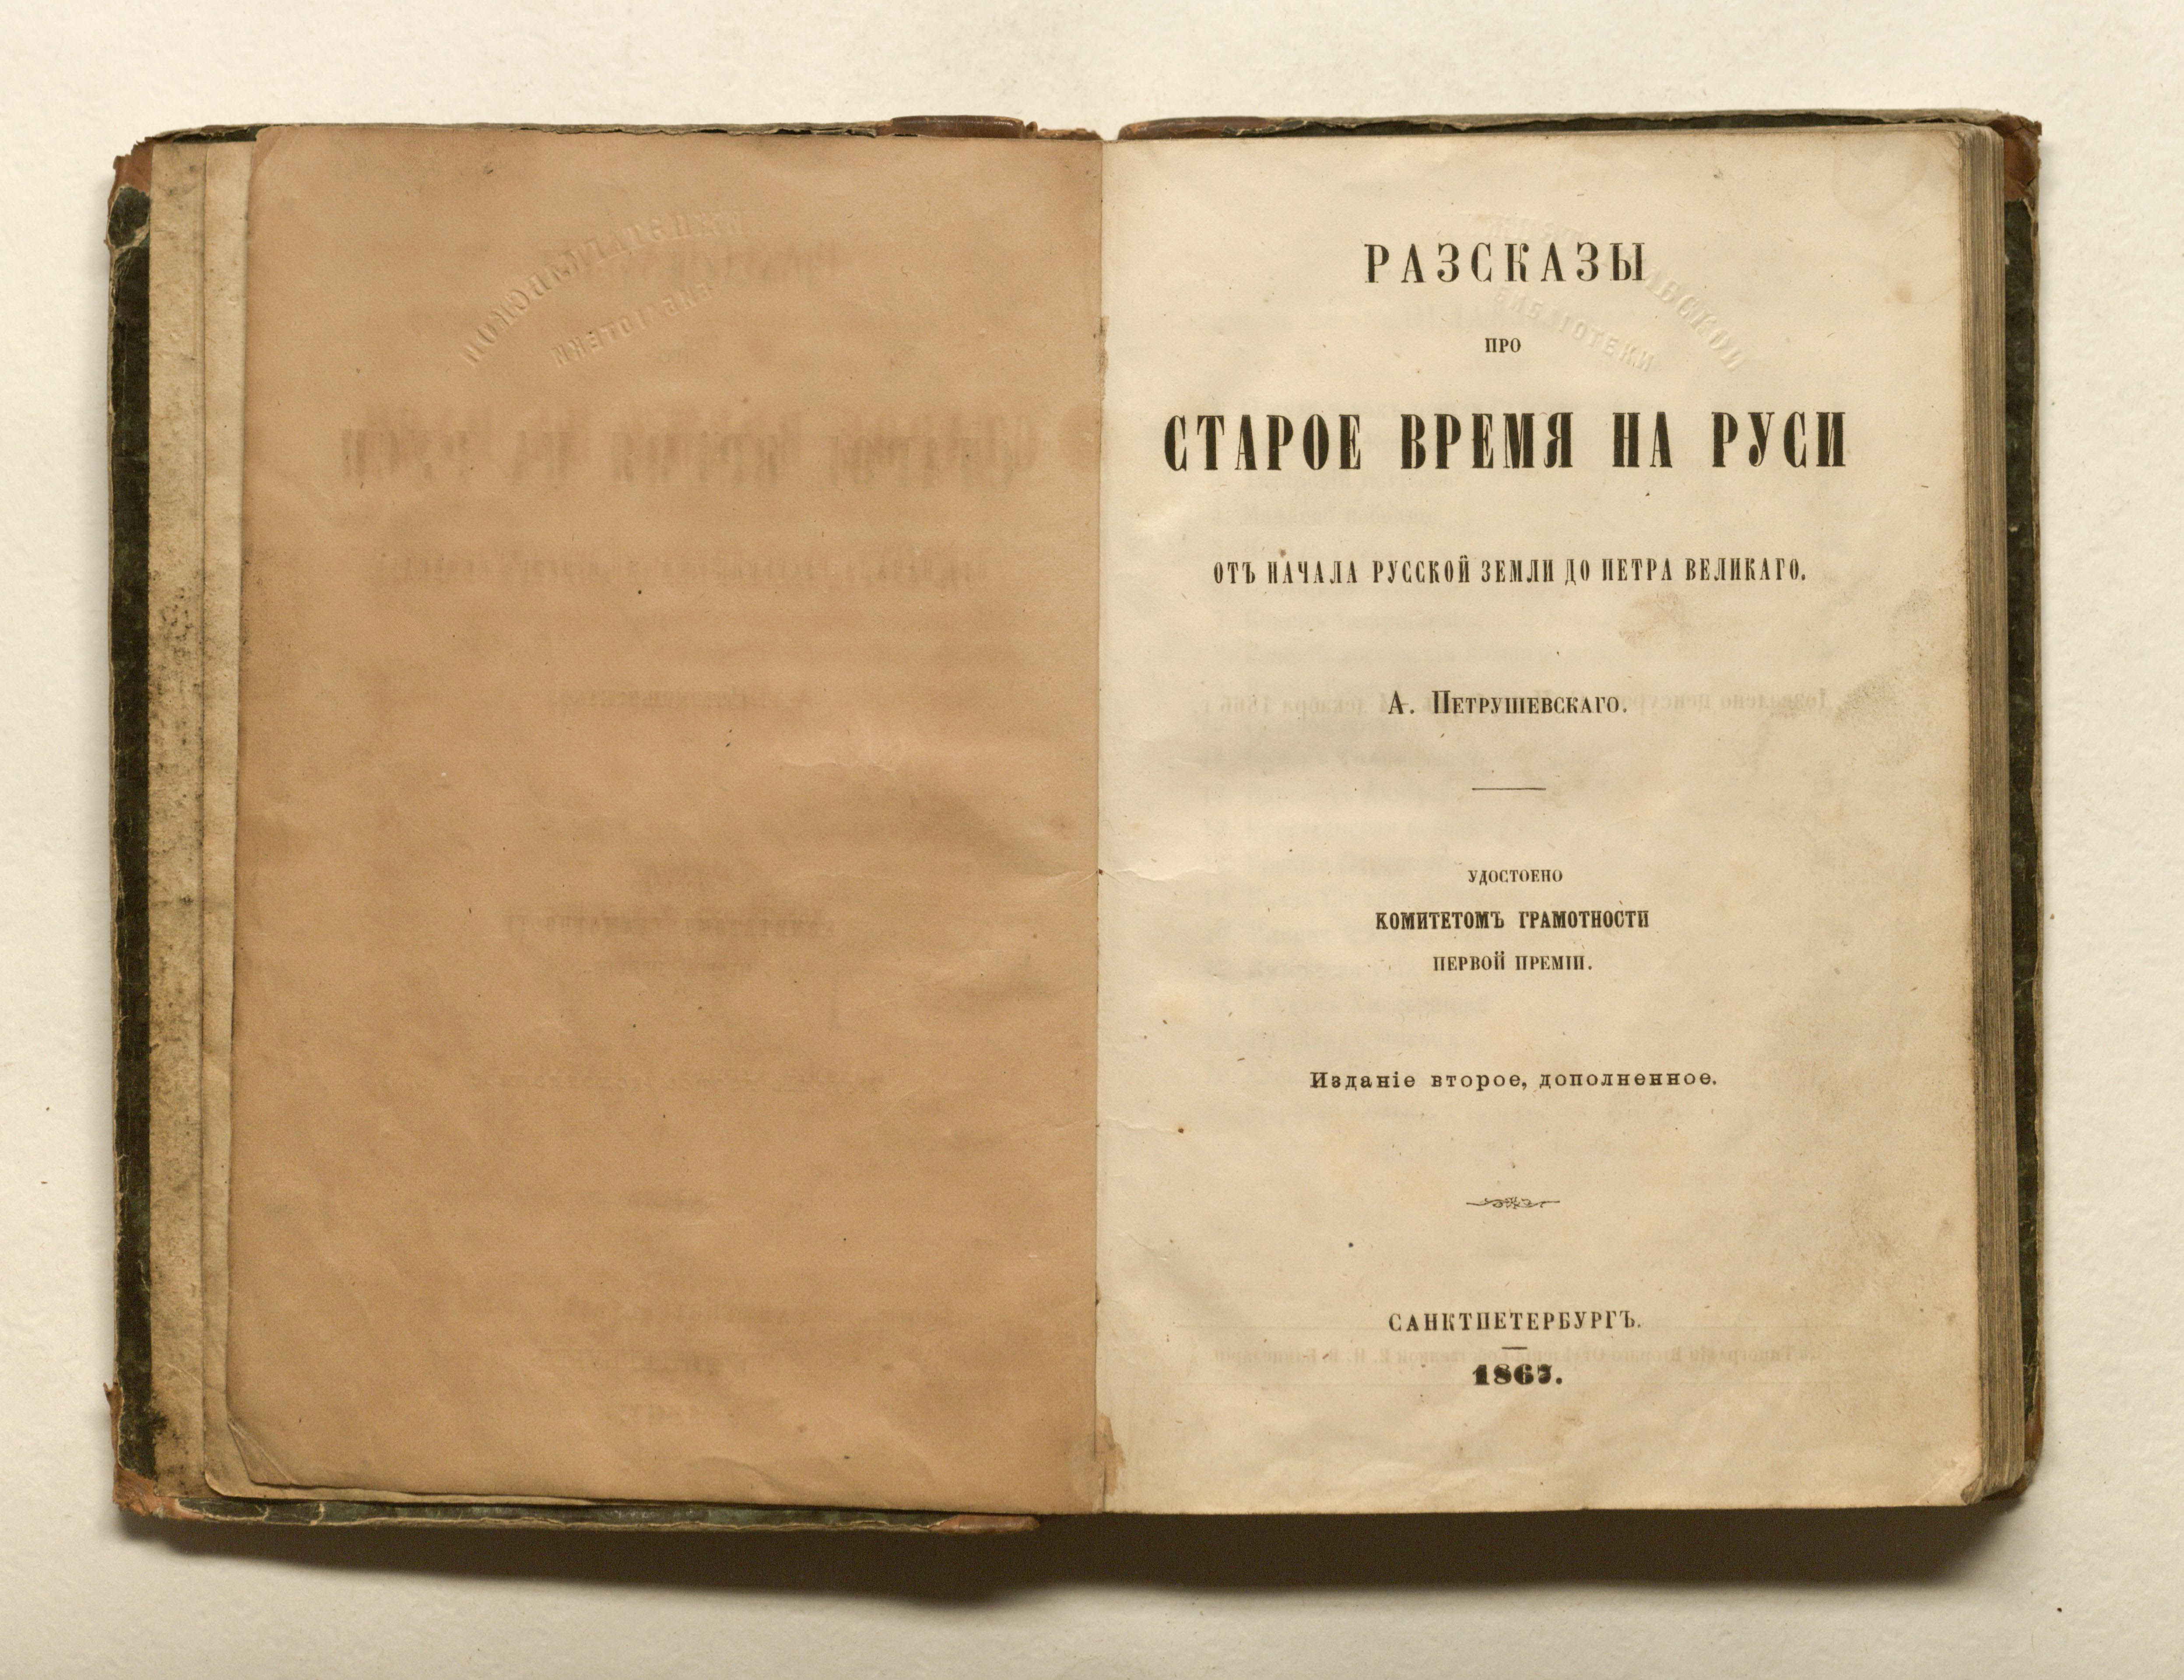 РАЗСКАЗЫ
ПРО
СТАРОЕ ВРЕМЯ НА РУСИ
ОТЪ НАЧАЛА РУССКОЙ ЗЕМЛИ ДО ПЕТРА ВЕЛИКАГО.
А. ПЕТРУШЕВСКАГО.
УДОСТОЕНО
КОМИТЕТОМЪ ГРАМОТНОСТИ
ПЕРВОЙ ПРЕМІИ.
Изданіе второе, дополненное.
САНКТПЕТЕРБУРГЪ.
1867.
БИБЛІОТЕКИ